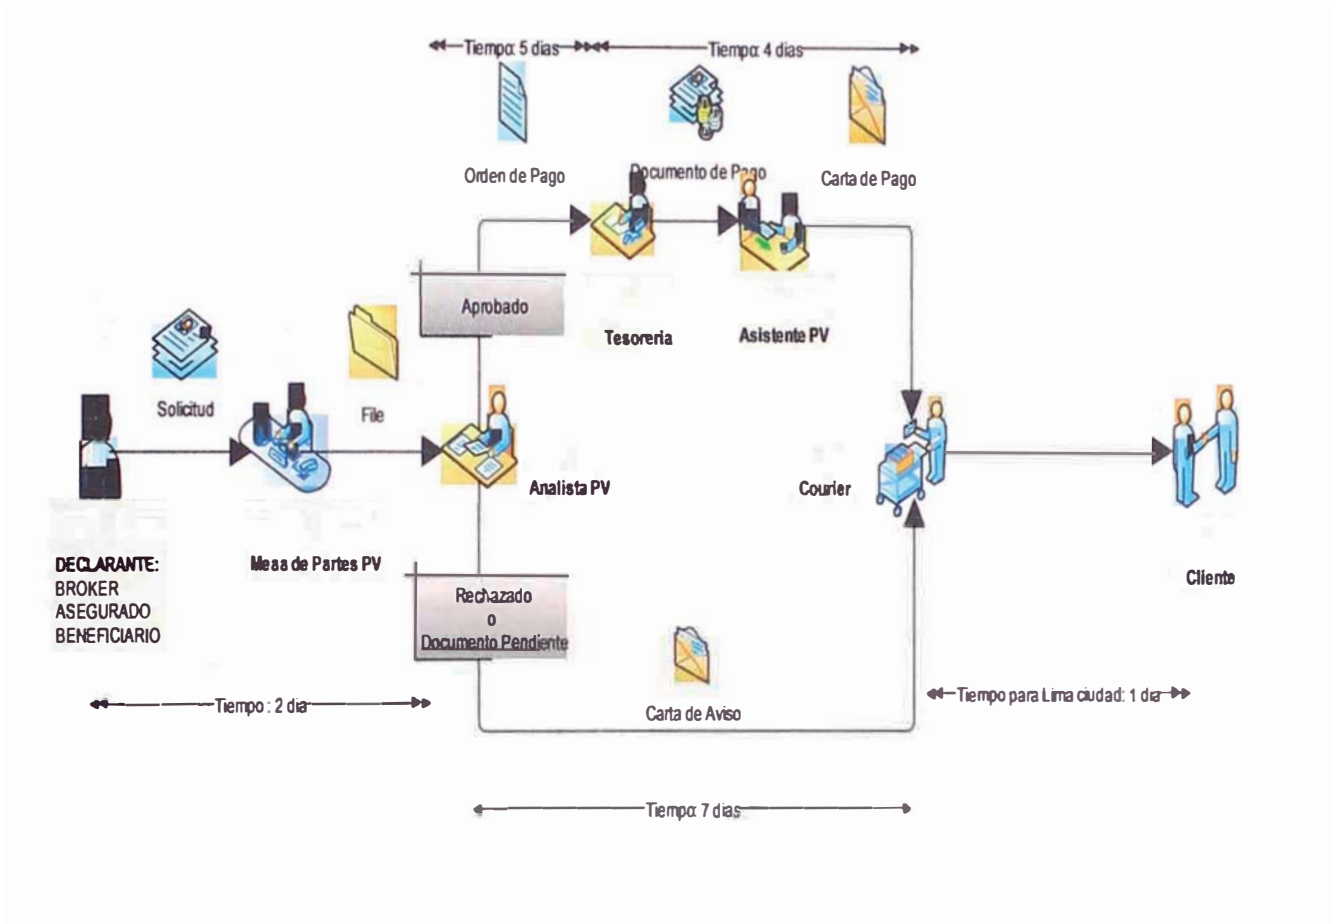 Tiempo: 5 dias
Tiempo: 4 dias
Orden de Pago
Documento de Pago
Carta de Pago
Aprobado
Tesoreria
Asistente PV
Solicitud
File
Analista PV
Courier
DECLARANTE:
BROKER
ASEGURADO
BENEFICIARIO
Mesa de Partes PV
Cliente
Rechazado
o
Documento Pendiente
Tiempo : 2 dia
Carta de Aviso
Tiempo para Lima ciudad: 1 dia
Tiempo: 7 dias